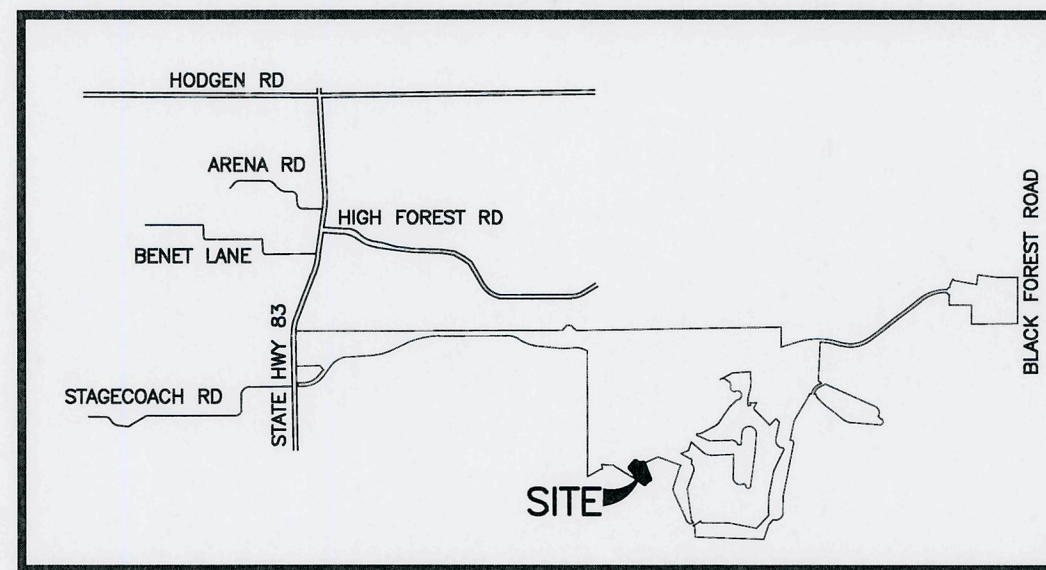 HODGEN RD
ARENA RD
HIGH FOREST RD
BENET LANE
STATE HWY 83
STAGECOACH RD
BLACK FOREST ROAD
SITE